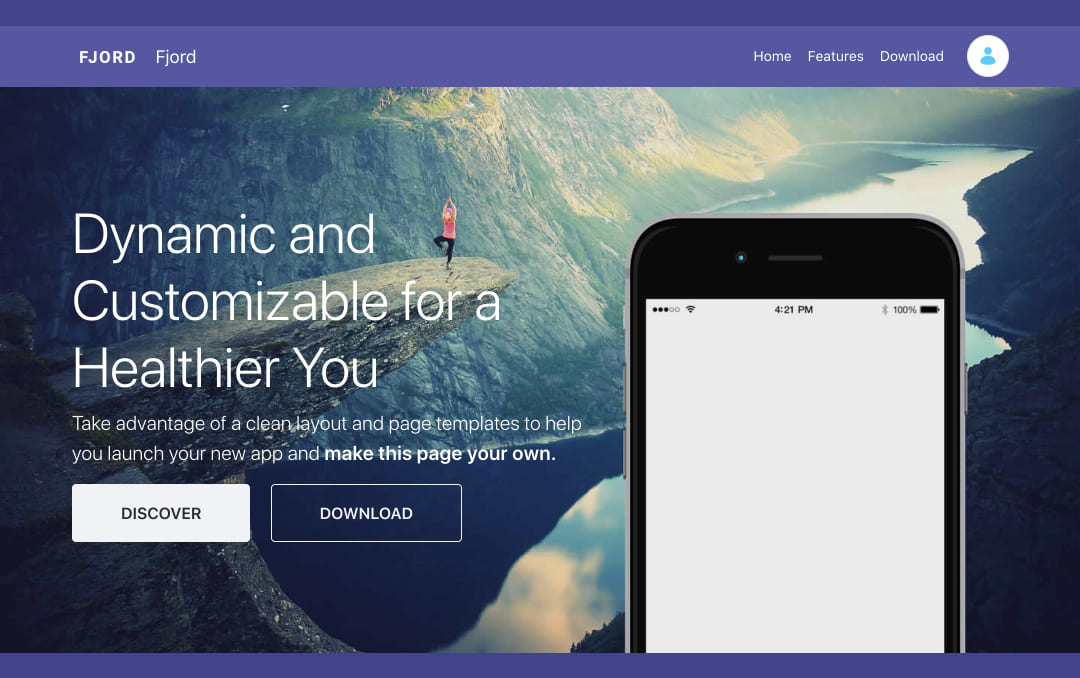 FJORD Fjord
Home Features Download
Dynamic and
Customizable for a
Healthier You
Take advantage of a clean layout and page templates to help
you launch your new app and make this page your own.
DISCOVER DOWNLOAD
4:21 PM 100%